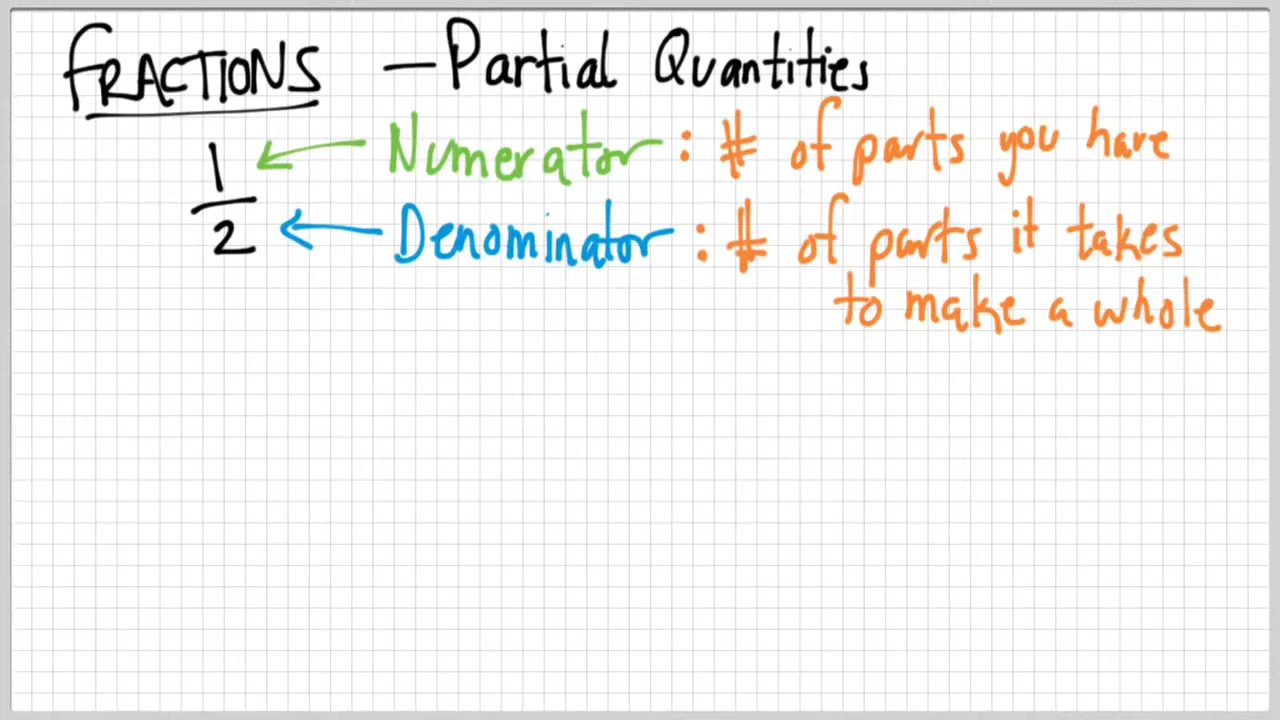 FRACTIONS – Partial Quantities
1 ← Numerator : # of parts you have
2 ← Denominator : # of parts it takes
to make a whole